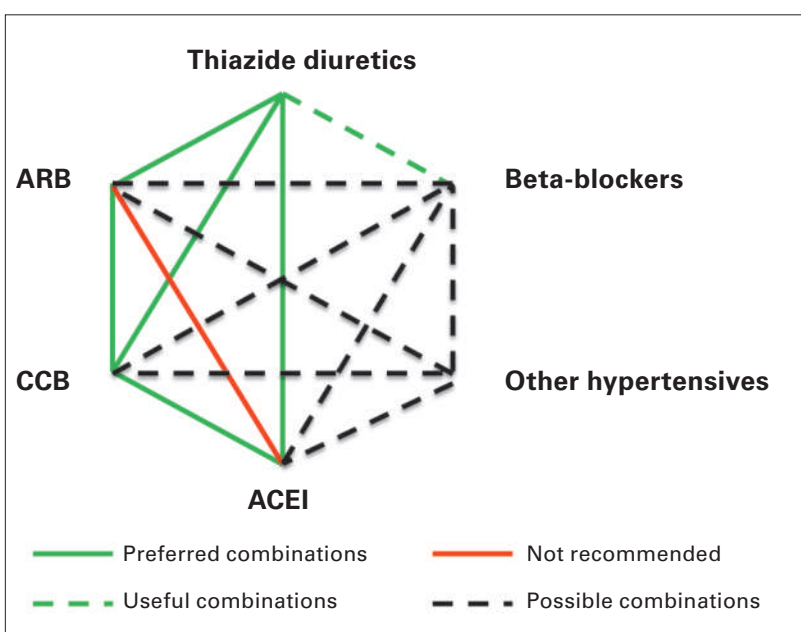 Thiazide diuretics
ARB
Beta-blockers
CCB
Other hypertensives
ACEI
Preferred combinations
Not recommended
Useful combinations
Possible combinations